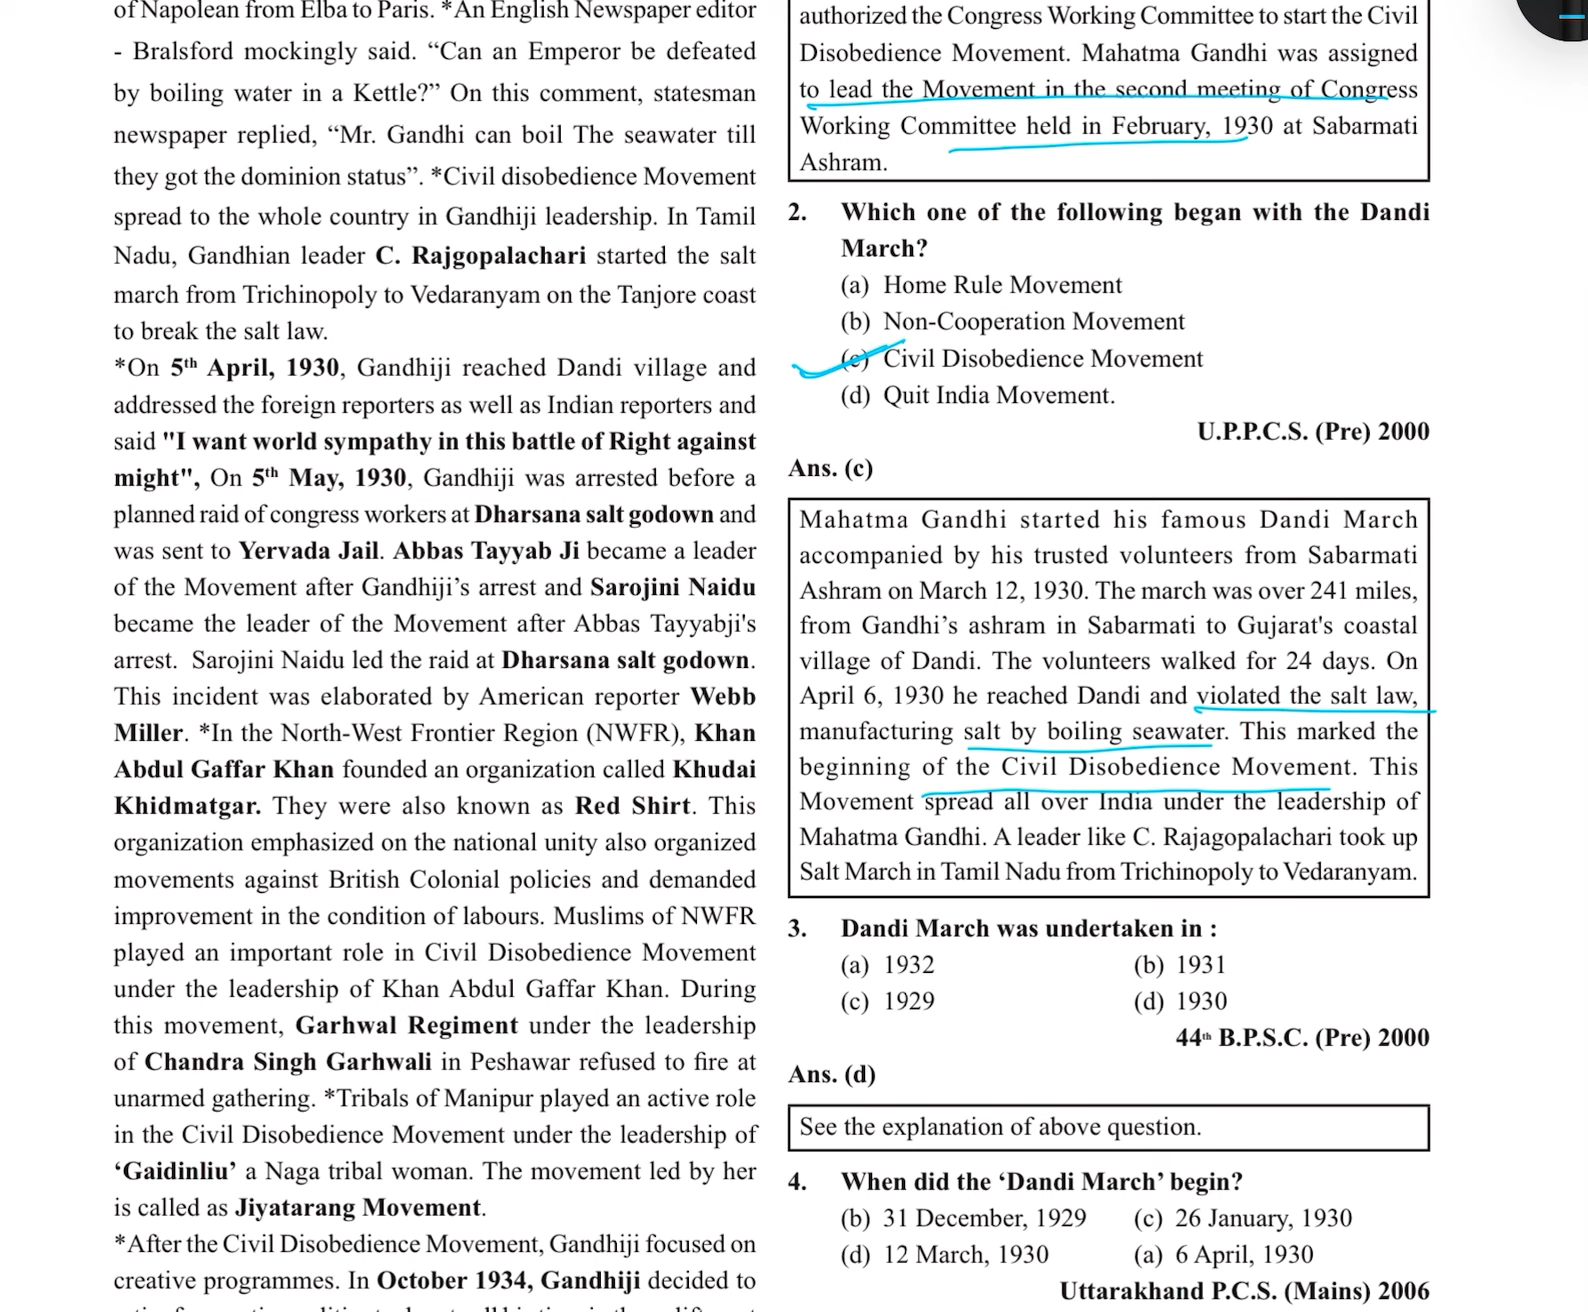 of Napolean from Elba to Paris. *An English Newspaper editor
- Bralsford mockingly said. “Can an Emperor be defeated
by boiling water in a Kettle?” On this comment, statesman
newspaper replied, “Mr. Gandhi can boil The seawater till
they got the dominion status”. *Civil disobedience Movement
spread to the whole country in Gandhiji leadership. In Tamil
Nadu, Gandhian leader C. Rajgopalachari started the salt
march from Trichinopoly to Vedaranyam on the Tanjore coast
to break the salt law.
*On 5th April, 1930, Gandhiji reached Dandi village and
addressed the foreign reporters as well as Indian reporters and
said "I want world sympathy in this battle of Right against
might", On 5th May, 1930, Gandhiji was arrested before a
planned raid of congress workers at Dharsana salt godown and
was sent to Yervada Jail. Abbas Tayyab Ji became a leader
of the Movement after Gandhiji’s arrest and Sarojini Naidu
became the leader of the Movement after Abbas Tayyabji's
arrest. Sarojini Naidu led the raid at Dharsana salt godown.
This incident was elaborated by American reporter Webb
Miller. *In the North-West Frontier Region (NWFR), Khan
Abdul Gaffar Khan founded an organization called Khudai
Khidmatgar. They were also known as Red Shirt. This
organization emphasized on the national unity also organized
movements against British Colonial policies and demanded
improvement in the condition of labours. Muslims of NWFR
played an important role in Civil Disobedience Movement
under the leadership of Khan Abdul Gaffar Khan. During
this movement, Garhwal Regiment under the leadership
of Chandra Singh Garhwali in Peshawar refused to fire at
unarmed gathering. *Tribals of Manipur played an active role
in the Civil Disobedience Movement under the leadership of
‘Gaidinliu’ a Naga tribal woman. The movement led by her
is called as Jiyatarang Movement.
*After the Civil Disobedience Movement, Gandhiji focused on
creative programmes. In October 1934, Gandhiji decided to
authorized the Congress Working Committee to start the Civil
Disobedience Movement. Mahatma Gandhi was assigned
to lead the Movement in the second meeting of Congress
Working Committee held in February, 1930 at Sabarmati
Ashram.
2. Which one of the following began with the Dandi
March?
(a) Home Rule Movement
(b) Non-Cooperation Movement
(c) Civil Disobedience Movement
(d) Quit India Movement.
U.P.P.C.S. (Pre) 2000
Ans. (c)
Mahatma Gandhi started his famous Dandi March
accompanied by his trusted volunteers from Sabarmati
Ashram on March 12, 1930. The march was over 241 miles,
from Gandhi’s ashram in Sabarmati to Gujarat's coastal
village of Dandi. The volunteers walked for 24 days. On
April 6, 1930 he reached Dandi and violated the salt law,
manufacturing salt by boiling seawater. This marked the
beginning of the Civil Disobedience Movement. This
Movement spread all over India under the leadership of
Mahatma Gandhi. A leader like C. Rajagopalachari took up
Salt March in Tamil Nadu from Trichinopoly to Vedaranyam.
3. Dandi March was undertaken in :
(a) 1932 (b) 1931
(c) 1929 (d) 1930
44th B.P.S.C. (Pre) 2000
Ans. (d)
See the explanation of above question.
4. When did the ‘Dandi March’ begin?
(b) 31 December, 1929 (c) 26 January, 1930
(d) 12 March, 1930 (a) 6 April, 1930
Uttarakhand P.C.S. (Mains) 2006